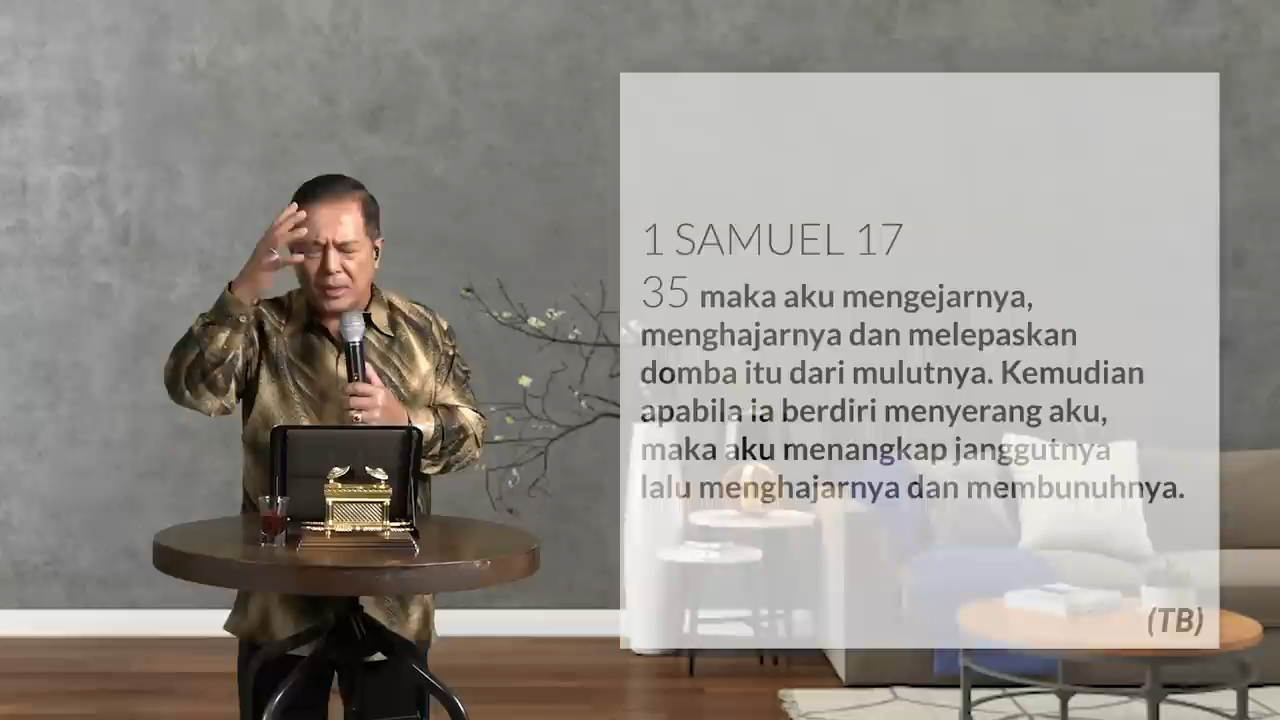 1 SAMUEL 17
35 maka aku mengejarnya,
menghajarnya dan melepaskan
domba itu dari mulutnya. Kemudian
apabila ia berdiri menyerang aku,
maka aku menangkap janggutnya
lalu menghajarnya dan membunuhnya.
(TB)